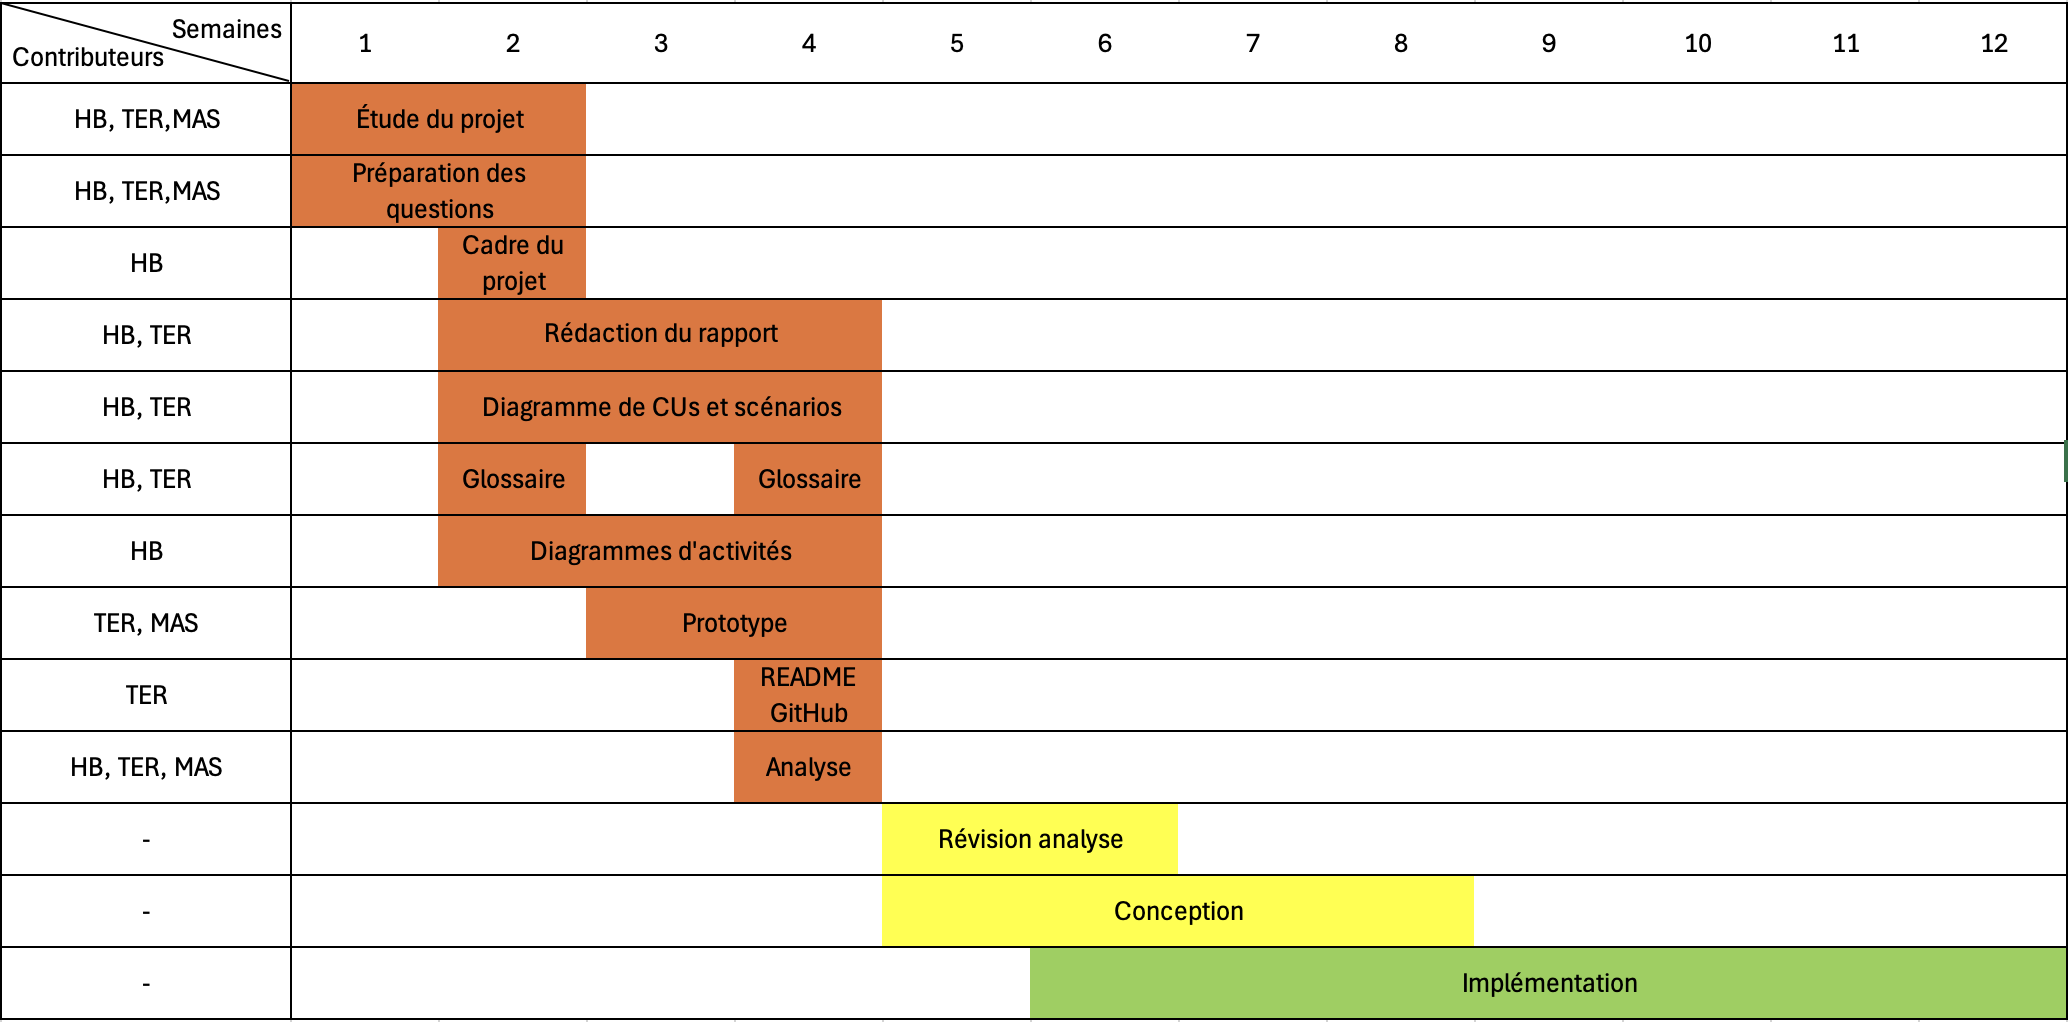 Semaines
Contributeurs
1 2 3 4 5 6 7 8 9 10 11 12
HB, TER,MAS
Étude du projet
HB, TER,MAS
Préparation des
questions
HB
Cadre du
projet
HB, TER
Rédaction du rapport
HB, TER
Diagramme de CUs et scénarios
HB, TER
Glossaire
Glossaire
HB
Diagrammes d'activités
TER, MAS
Prototype
TER
README
GitHub
HB, TER, MAS
Analyse
-
Révision analyse
-
Conception
-
Implémentation